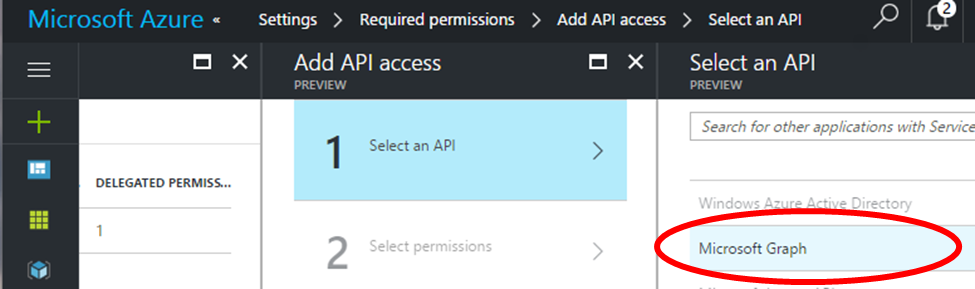 Microsoft Azure « Settings > Required permissions > Add API access > Select an API 2
Add API access
PREVIEW
Select an API
PREVIEW
1 Select an API >
Search for other applications with Service
DELEGATED PERMISS...
1
Windows Azure Active Directory
2 Select permissions >
Microsoft Graph